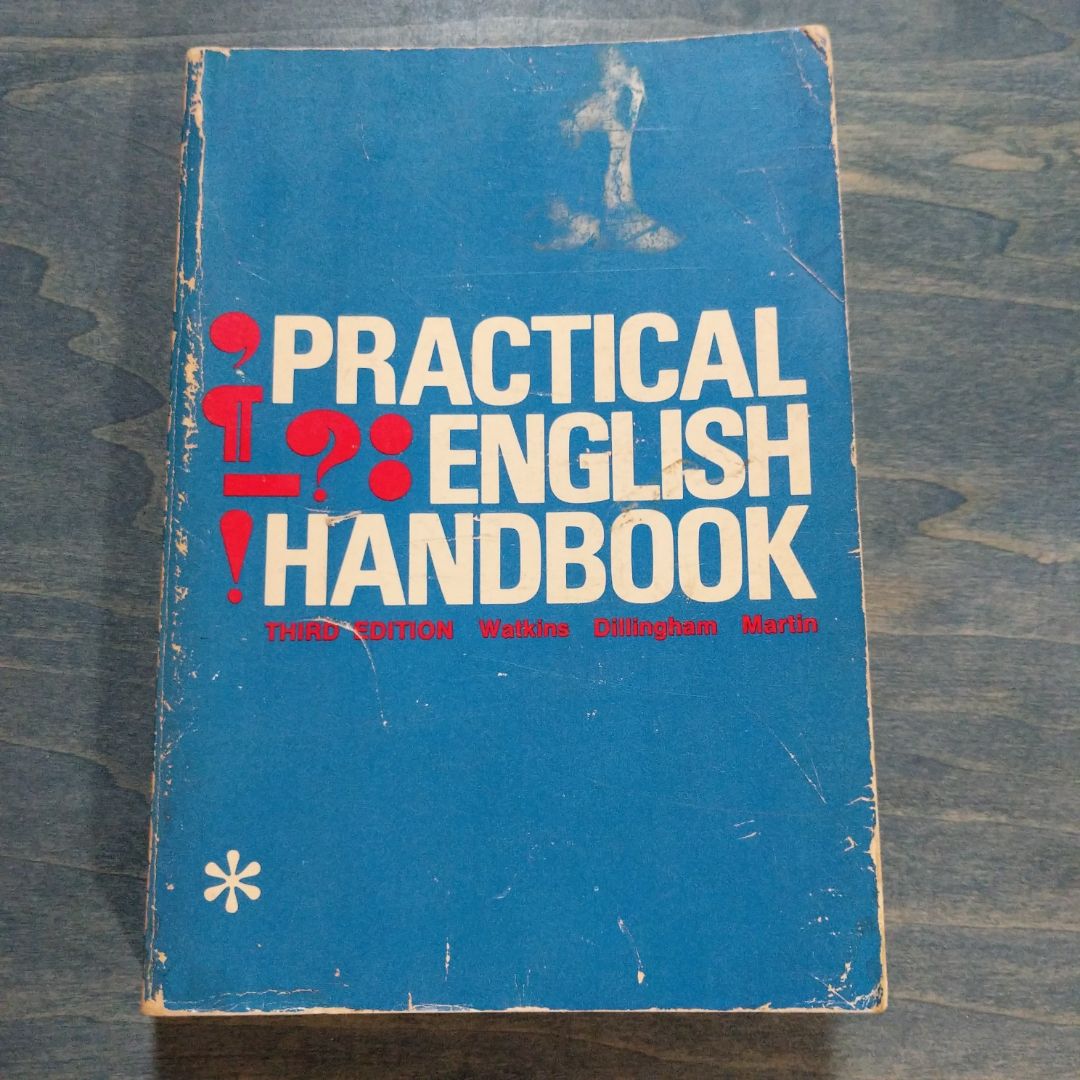 , PRACTICAL
¶
— ? : ENGLISH
! HANDBOOK
THIRD EDITION Watkins Dillingham Martin
*